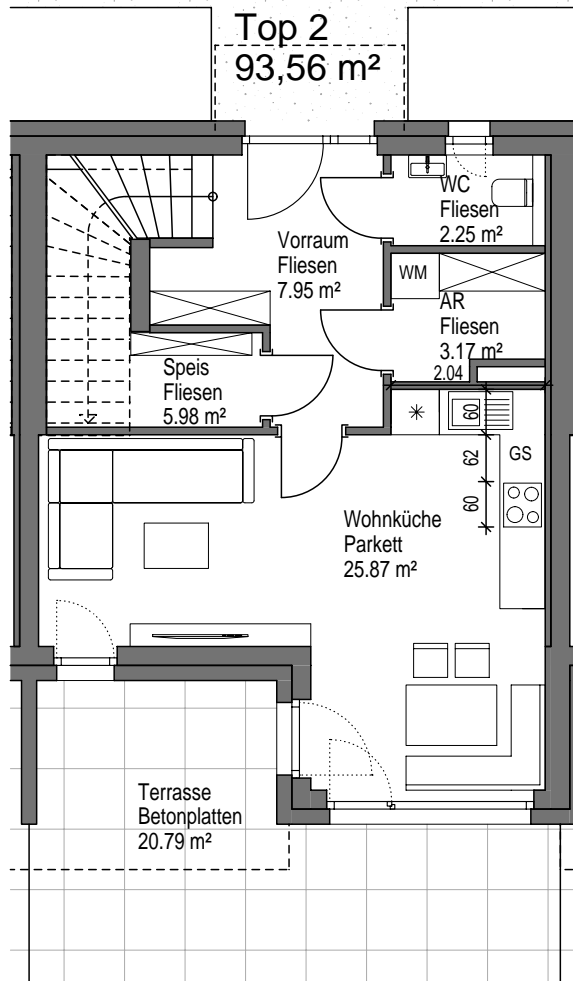 Top 2
93,56 m²
WC
Fliesen
2.25 m²
Vorraum
Fliesen
7.95 m²
WM
AR
Fliesen
3.17 m²
2.04
Speis
Fliesen
5.98 m²
60
62
60
GS
Wohnküche
Parkett
25.87 m²
Terrasse
Betonplatten
20.79 m²